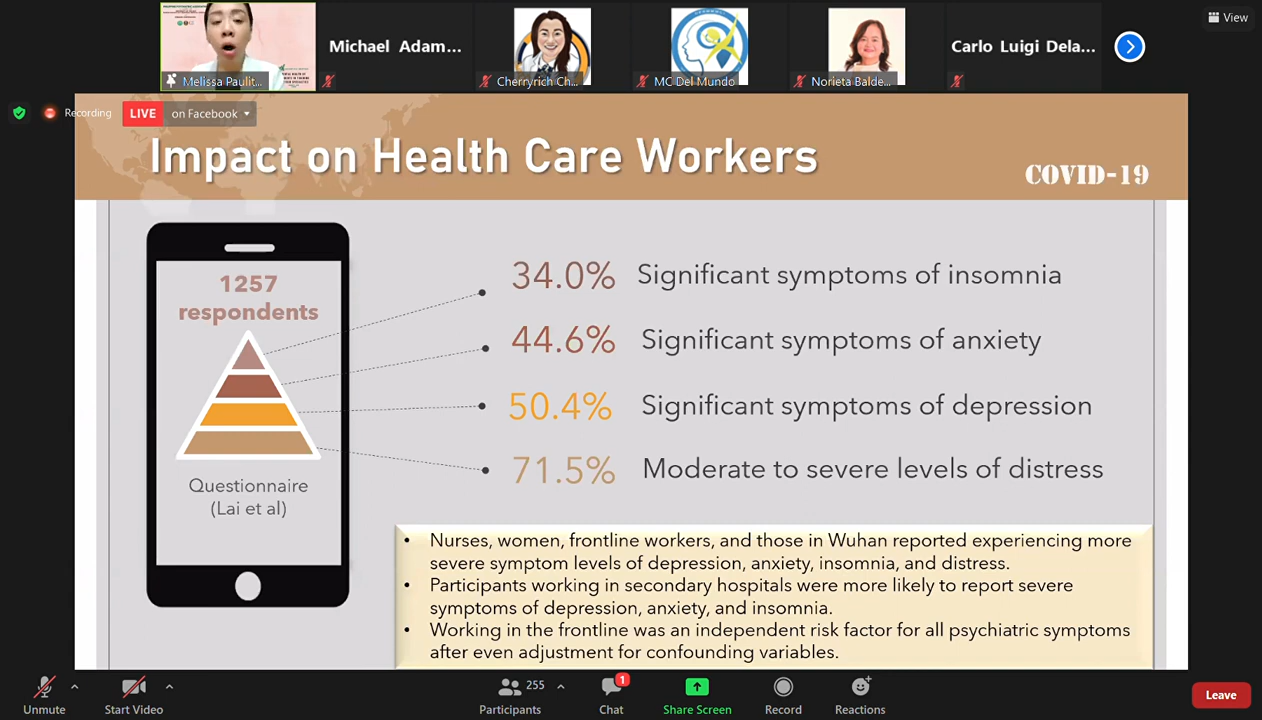 View
Michael Adam...
Carlo Luigi Dela...
Melissa Paulit...
Cherryrich Ch...
MC Del Mundo
Norieta Balde...
Recording
LIVE on Facebook
Impact on Health Care Workers
COVID-19
1257
respondents
Questionnaire
(Lai et al)
34.0% Significant symptoms of insomnia
44.6% Significant symptoms of anxiety
50.4% Significant symptoms of depression
71.5% Moderate to severe levels of distress
• Nurses, women, frontline workers, and those in Wuhan reported experiencing more
severe symptom levels of depression, anxiety, insomnia, and distress.
• Participants working in secondary hospitals were more likely to report severe
symptoms of depression, anxiety, and insomnia.
• Working in the frontline was an independent risk factor for all psychiatric symptoms
after even adjustment for confounding variables.
Unmute
Start Video
255
Participants
1
Chat
Share Screen
Record
Reactions
Leave